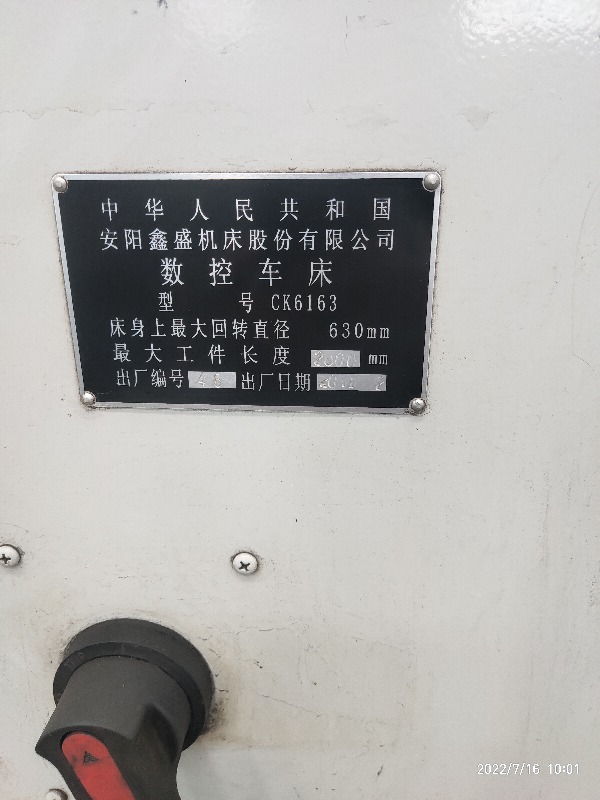 中华人民共和国
安阳鑫盛机床股份有限公司
数控车床
型 号 CK6163
床身上最大回转直径 630mm
最大工件长度 2000 mm
出厂编号 出厂日期
2022/7/16 10:01